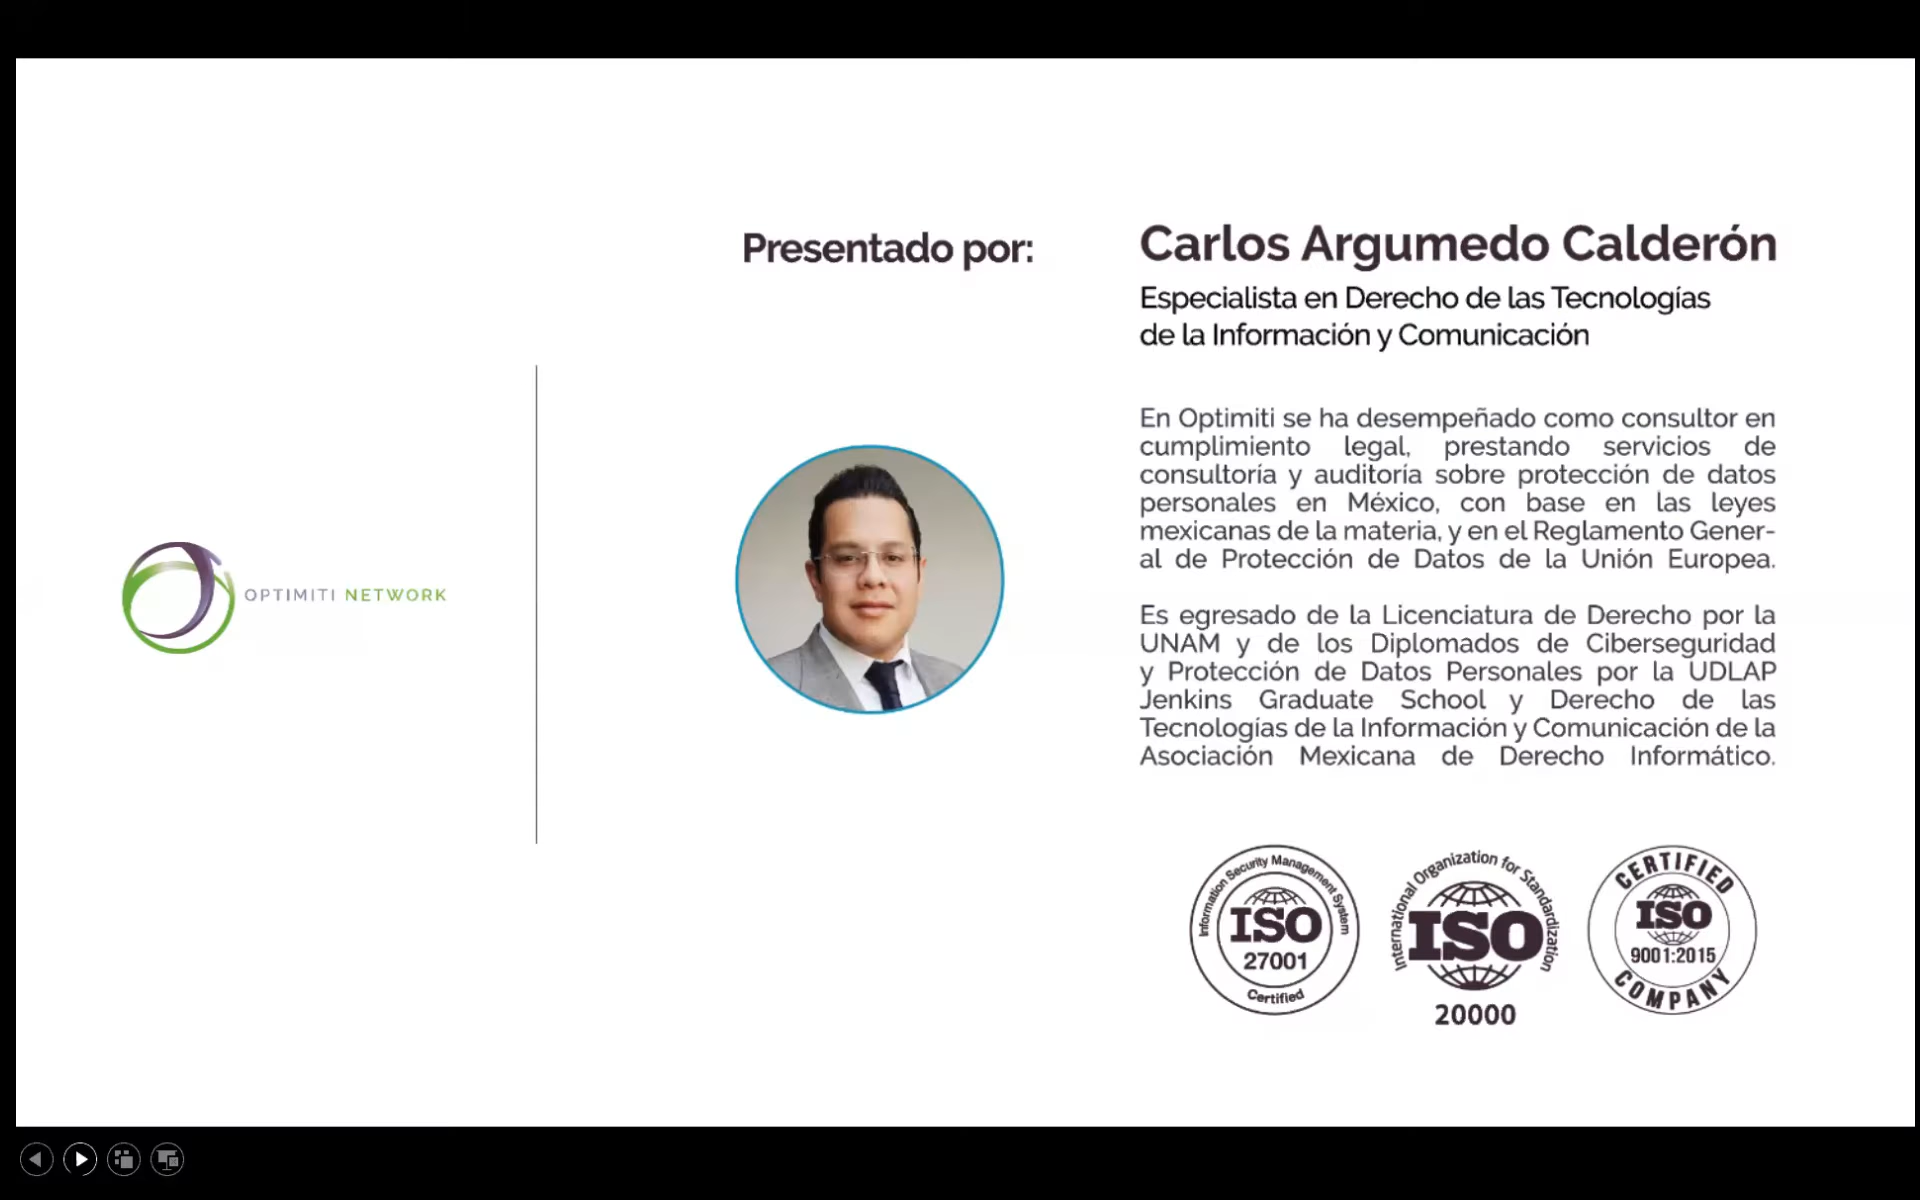 OPTIMITI NETWORK
Presentado por:
Carlos Argumedo Calderón
Especialista en Derecho de las Tecnologías
de la Información y Comunicación
En Optimiti se ha desempeñado como consultor en
cumplimiento legal, prestando servicios de
consultoría y auditoría sobre protección de datos
personales en México, con base en las leyes
mexicanas de la materia, y en el Reglamento Gener-
al de Protección de Datos de la Unión Europea.
Es egresado de la Licenciatura de Derecho por la
UNAM y de los Diplomados de Ciberseguridad
y Protección de Datos Personales por la UDLAP
Jenkins Graduate School y Derecho de las
Tecnologías de la Información y Comunicación de la
Asociación Mexicana de Derecho Informático.
Information Security Management System
ISO
27001
Certified
International Organization for Standardization
ISO
20000
CERTIFIED
ISO
9001:2015
COMPANY